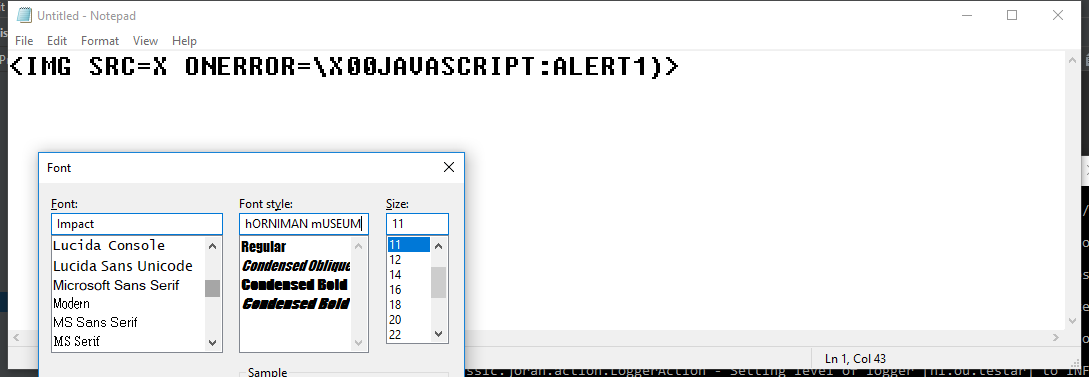 Untitled - Notepad
File Edit Format View Help
<IMG SRC=X ONERROR=\X00JAVASCRIPT:ALERT1)>
Font
Font: Font style: Size:
Impact hORNIMAN mUSEUM 11
Lucida Console Regular 11
Lucida Sans Unicode Condensed Oblique 12
Microsoft Sans Serif Condensed Bold 14
Modern Condensed Bold 16
MS Sans Serif 18
MS Serif 20
22
Ln 1, Col 43
Sample
ssic.joran.action.LoggerAction - Setting level of logger [nl.ou.testar] to INF